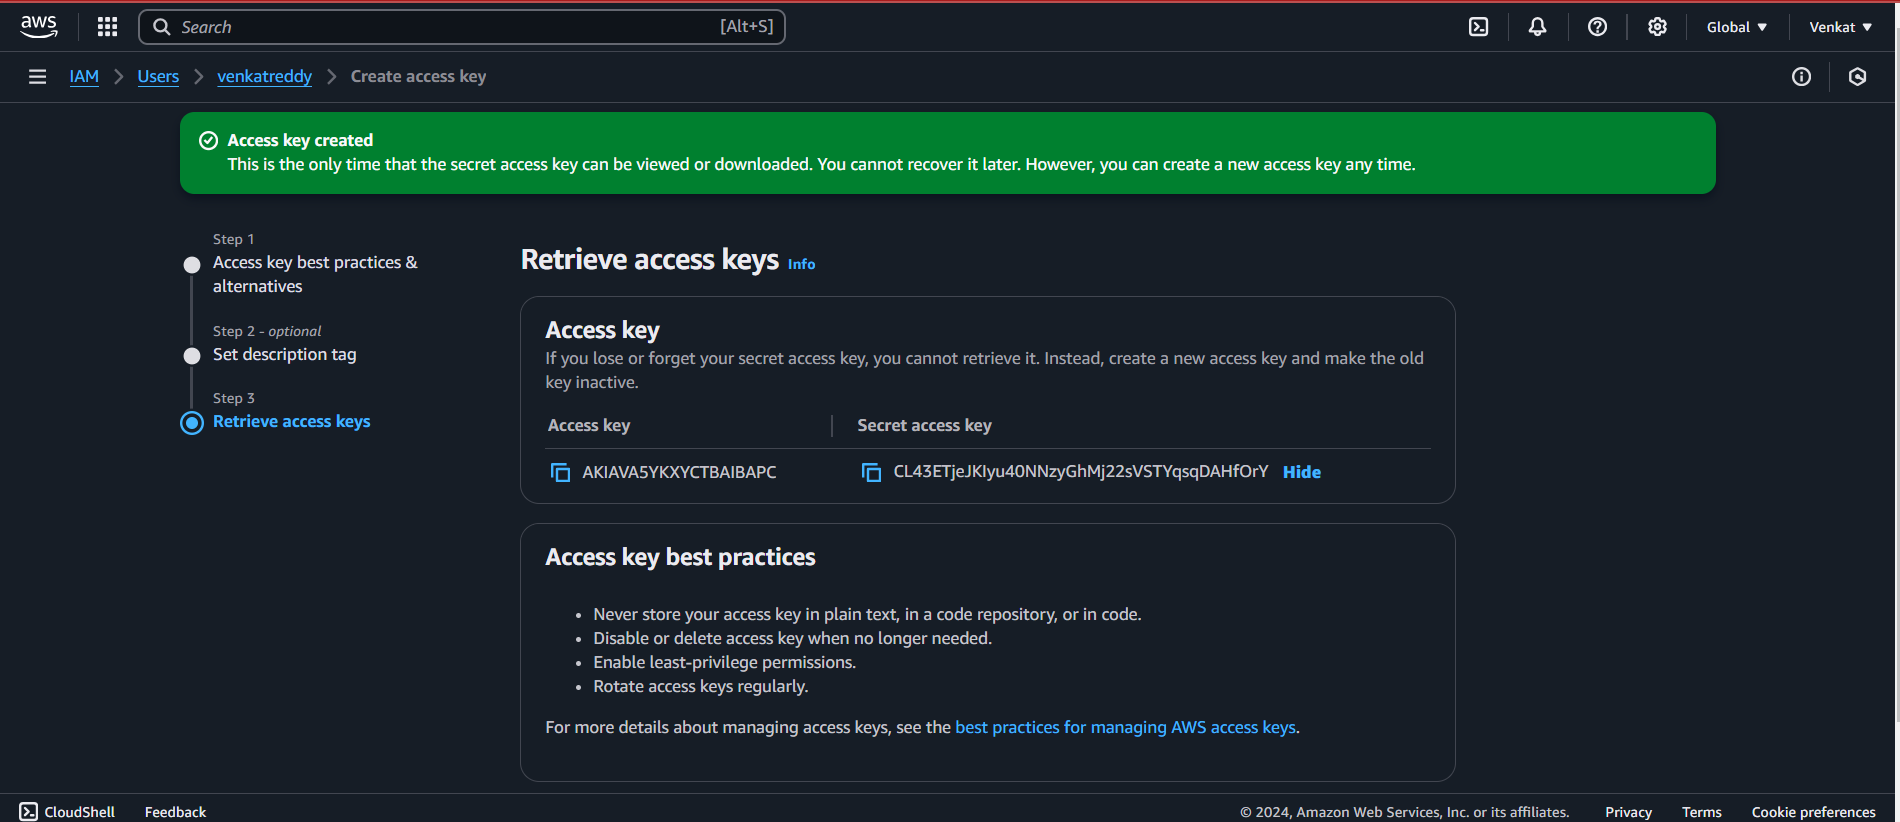 aws Search [Alt+S] Global Venkat
IAM > Users > venkatreddy > Create access key
Access key created
This is the only time that the secret access key can be viewed or downloaded. You cannot recover it later. However, you can create a new access key any time.
Step 1
Access key best practices &
alternatives
Step 2 - optional
Set description tag
Step 3
Retrieve access keys
Retrieve access keys Info
Access key
If you lose or forget your secret access key, you cannot retrieve it. Instead, create a new access key and make the old
key inactive.
Access key Secret access key
AKIAVA5YKXYCTBAIBAPC CL43ETjeJKIyu40NNzyGhMj22sVSTYqsqDAHfOrY Hide
Access key best practices
• Never store your access key in plain text, in a code repository, or in code.
• Disable or delete access key when no longer needed.
• Enable least-privilege permissions.
• Rotate access keys regularly.
For more details about managing access keys, see the best practices for managing AWS access keys.
CloudShell Feedback © 2024, Amazon Web Services, Inc. or its affiliates. Privacy Terms Cookie preferences